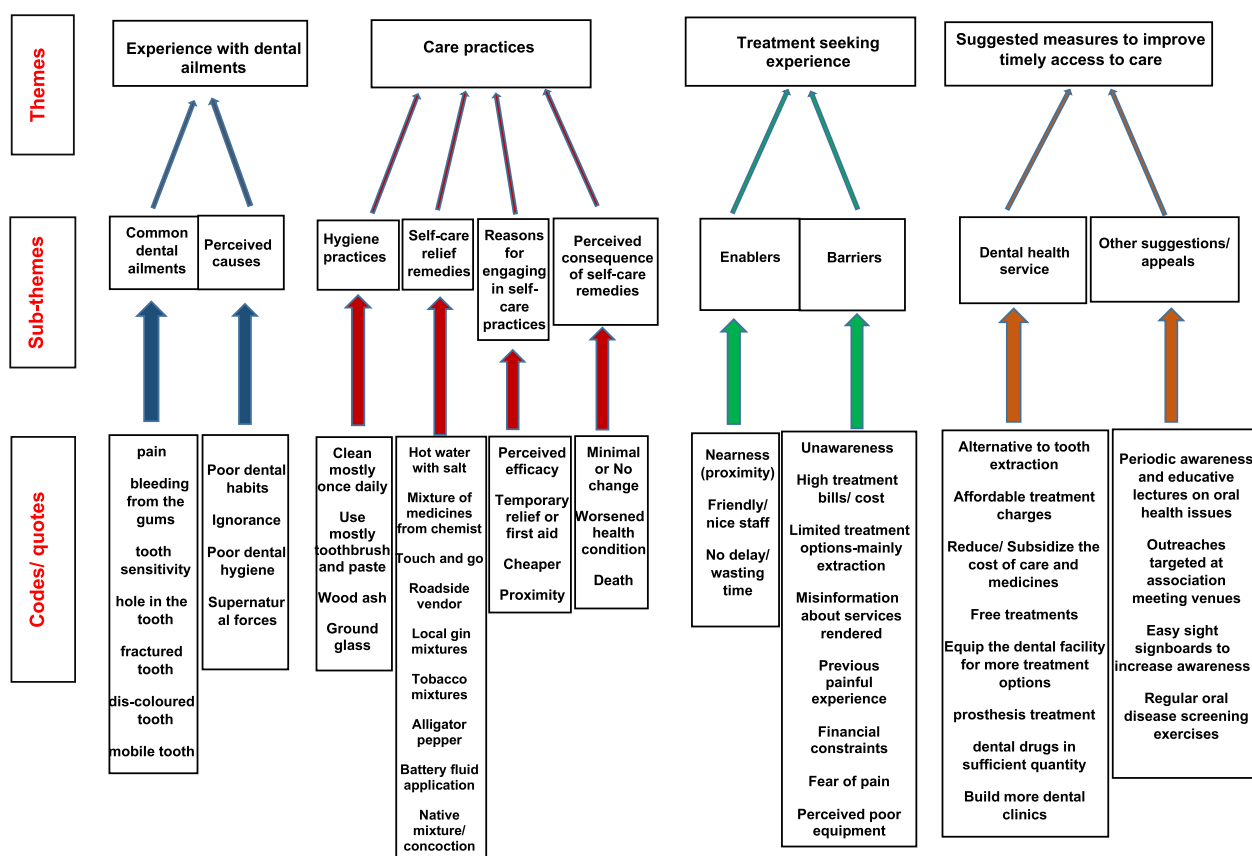 Themes
Experience with dental
ailments
Care practices
Treatment seeking
experience
Suggested measures to improve
timely access to care
Sub-themes
Common
dental
ailments
Perceived
causes
Hygiene
practices
Self-care
relief
remedies
Reasons
for
engaging
in self-
care
practices
Perceived
consequence
of self-care
remedies
Enablers
Barriers
Dental health
service
Other suggestions/
appeals
Codes/ quotes
pain
bleeding
from the
gums
tooth
sensitivity
hole in the
tooth
fractured
tooth
dis-coloured
tooth
mobile tooth
Poor dental
habits
Ignorance
Poor dental
hygiene
Supernatur
al forces
Clean
mostly
once daily
Use
mostly
toothbrush
and paste
Wood ash
Ground
glass
Hot water
with salt
Mixture of
medicines
from chemist
Touch and go
Roadside
vendor
Local gin
mixtures
Tobacco
mixtures
Alligator
pepper
Battery fluid
application
Native
mixture/
concoction
Perceived
efficacy
Temporary
relief or
first aid
Cheaper
Proximity
Minimal
or No
change
Worsened
health
condition
Death
Nearness
(proximity)
Friendly/
nice staff
No delay/
wasting
time
Unawareness
High treatment
bills/ cost
Limited treatment
options-mainly
extraction
Misinformation
about services
rendered
Previous
painful
experience
Financial
constraints
Fear of pain
Perceived poor
equipment
Alternative to tooth
extraction
Affordable treatment
charges
Reduce/ Subsidize the
cost of care and
medicines
Free treatments
Equip the dental facility
for more treatment
options
prosthesis treatment
dental drugs in
sufficient quantity
Build more dental
clinics
Periodic awareness
and educative
lectures on oral
health issues
Outreaches
targeted at
association
meeting venues
Easy sight
signboards to
increase awareness
Regular oral
disease screening
exercises